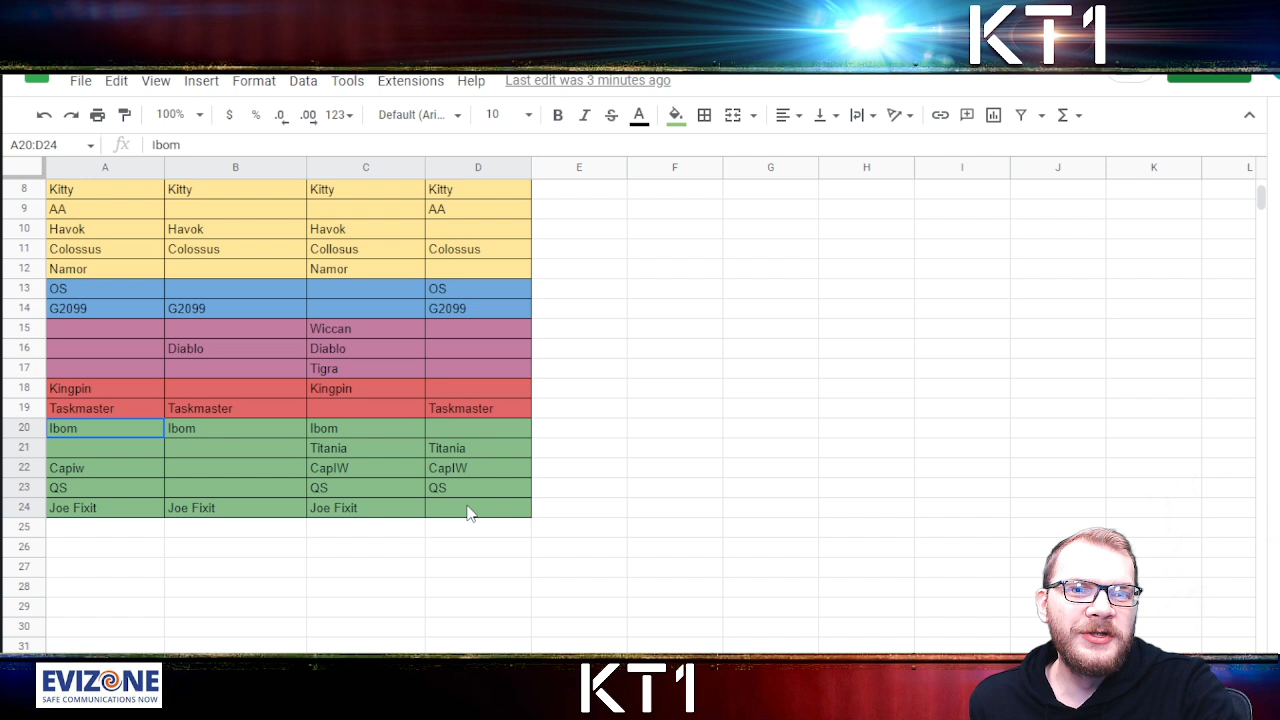 KT1
File Edit View Insert Format Data Tools Extensions Help Last edit was 3 minutes ago
100% $ % .0 .00 123 Default (Ari... 10 B I S A
A20:D24 fx Ibom
A B C D E F G H I J K L
8 Kitty Kitty Kitty Kitty
9 AA AA
10 Havok Havok Havok
11 Colossus Colossus Collosus Colossus
12 Namor Namor
13 OS OS
14 G2099 G2099 G2099
15 Wiccan
16 Diablo Diablo
17 Tigra
18 Kingpin Kingpin
19 Taskmaster Taskmaster Taskmaster
20 Ibom Ibom Ibom
21 Titania Titania
22 Capiw CapIW CapIW
23 QS QS QS
24 Joe Fixit Joe Fixit Joe Fixit
25
26
27
28
29
30
31
EVIZONE
SAFE COMMUNICATIONS NOW
KT1